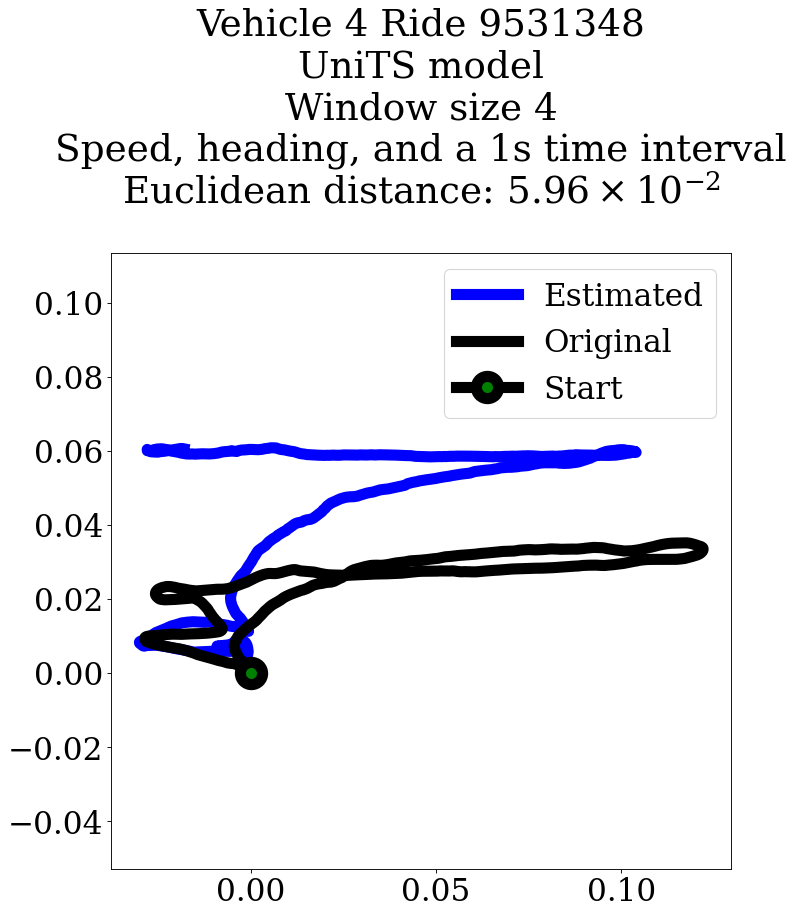 Vehicle 4 Ride 9531348
UniTS model
Window size 4
Speed, heading, and a 1s time interval
Euclidean distance: 5.96 × 10⁻²
Estimated
Original
Start
0.10
0.08
0.06
0.04
0.02
0.00
−0.02
−0.04
0.00 0.05 0.10